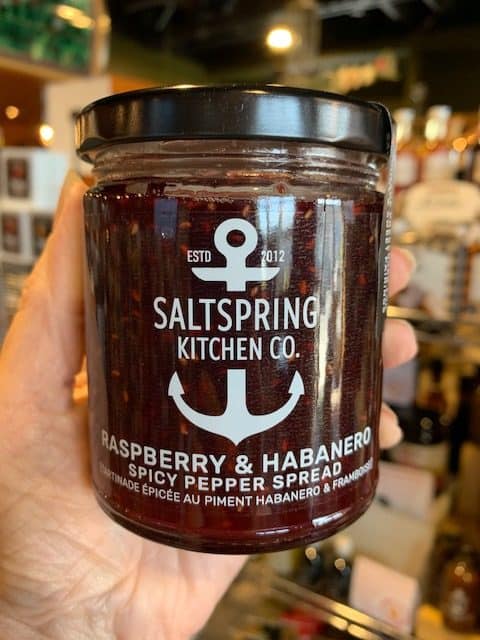 ESTD 2012
SALTSPRING
KITCHEN CO.
RASPBERRY & HABANERO
SPICY PEPPER SPREAD
TARTINADE ÉPICÉE AU PIMENT HABANERO & FRAMBOISE